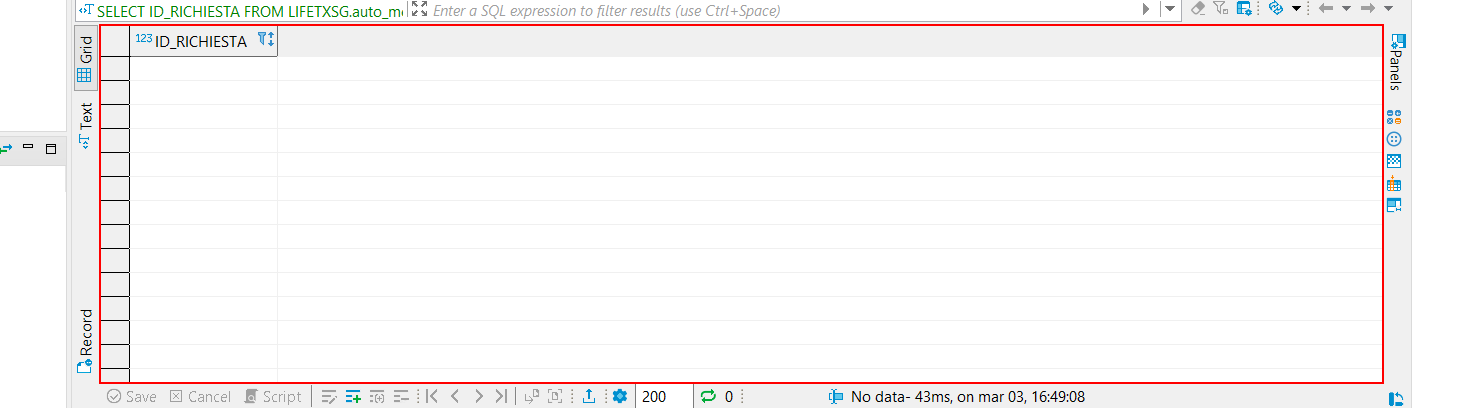 SELECT ID_RICHIESTA FROM LIFETXSG.auto_m
Enter a SQL expression to filter results (use Ctrl+Space)
Grid
Text
Record
123 ID_RICHIESTA
Panels
Save Cancel Script 200 0 No data- 43ms, on mar 03, 16:49:08